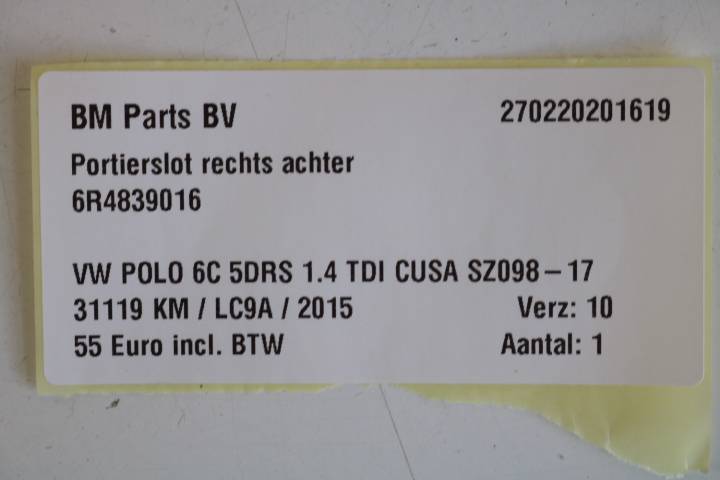 BM Parts BV 270220201619
Portierslot rechts achter
6R4839016
VW POLO 6C 5DRS 1.4 TDI CUSA SZ098-17
31119 KM / LC9A / 2015 Verz: 10
55 Euro incl. BTW Aantal: 1